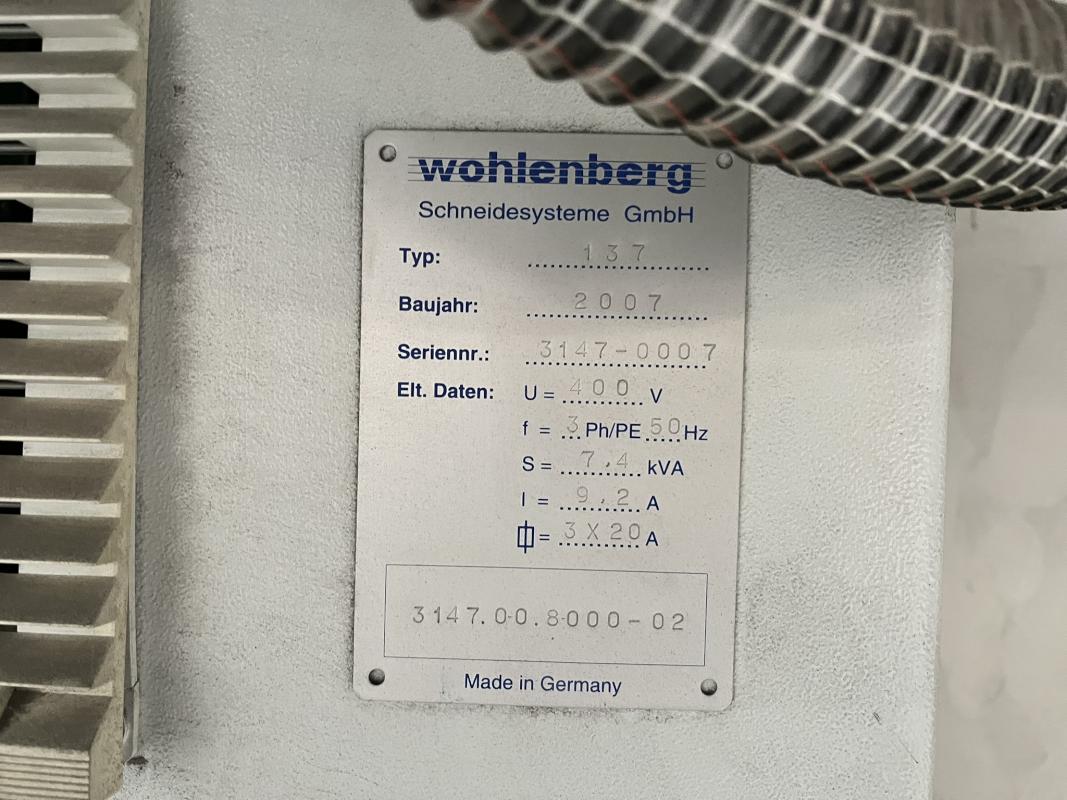 wohlenberg
Schneidesysteme GmbH
Typ: 137
Baujahr: 2007
Seriennr.: 3147-0007
Elt. Daten: U = 400 V
f = 3 Ph/PE 50 Hz
S = 7,4 kVA
I = 9,2 A
= 3 X 20 A
3147.00.8000-02
Made in Germany